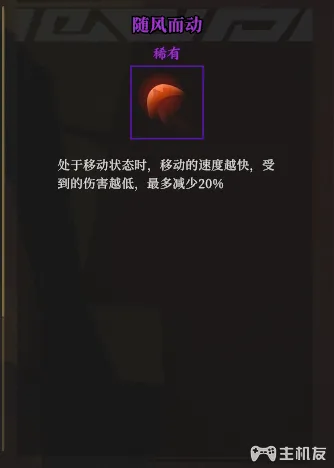 随风而动
稀有
处于移动状态时，移动的速度越快，受
到的伤害越低，最多减少20%
主机友